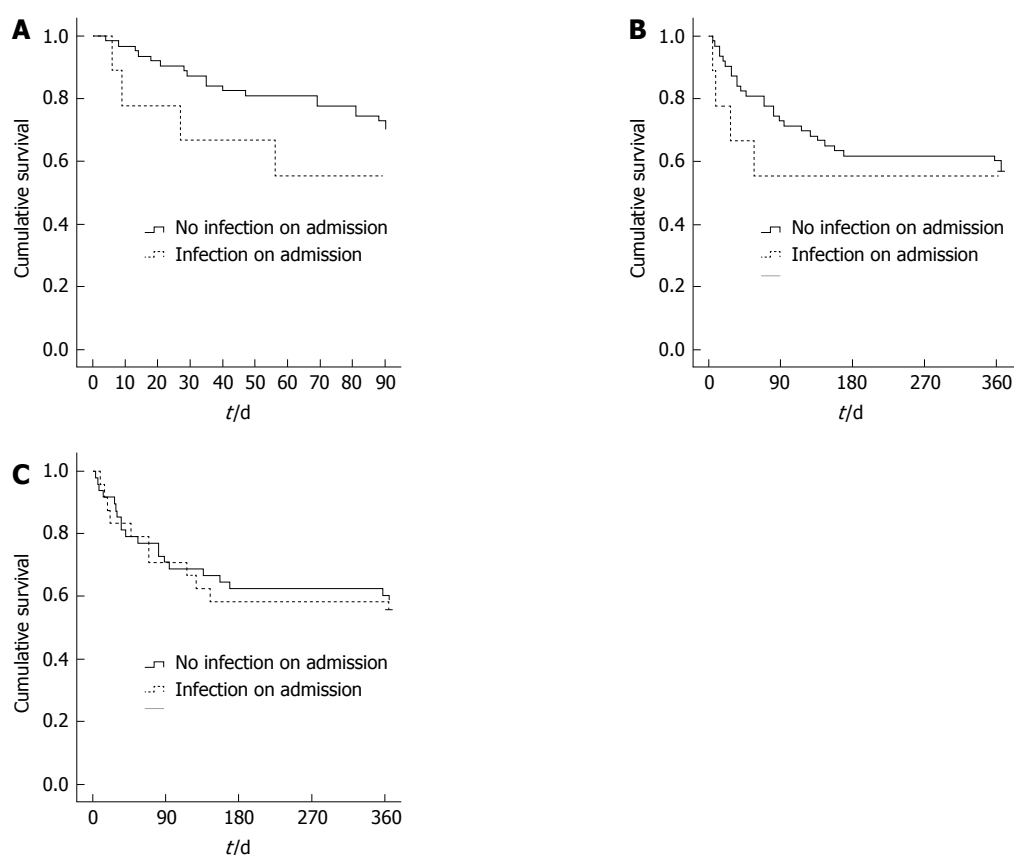 A
1.0
0.8
0.6
0.4
0.2
0.0
Cumulative survival
No infection on admission
Infection on admission
0 10 20 30 40 50 60 70 80 90
t/d
B
1.0
0.8
0.6
0.4
0.2
0.0
Cumulative survival
No infection on admission
Infection on admission
0 90 180 270 360
t/d
C
1.0
0.8
0.6
0.4
0.2
0.0
Cumulative survival
No infection on admission
Infection on admission
0 90 180 270 360
t/d